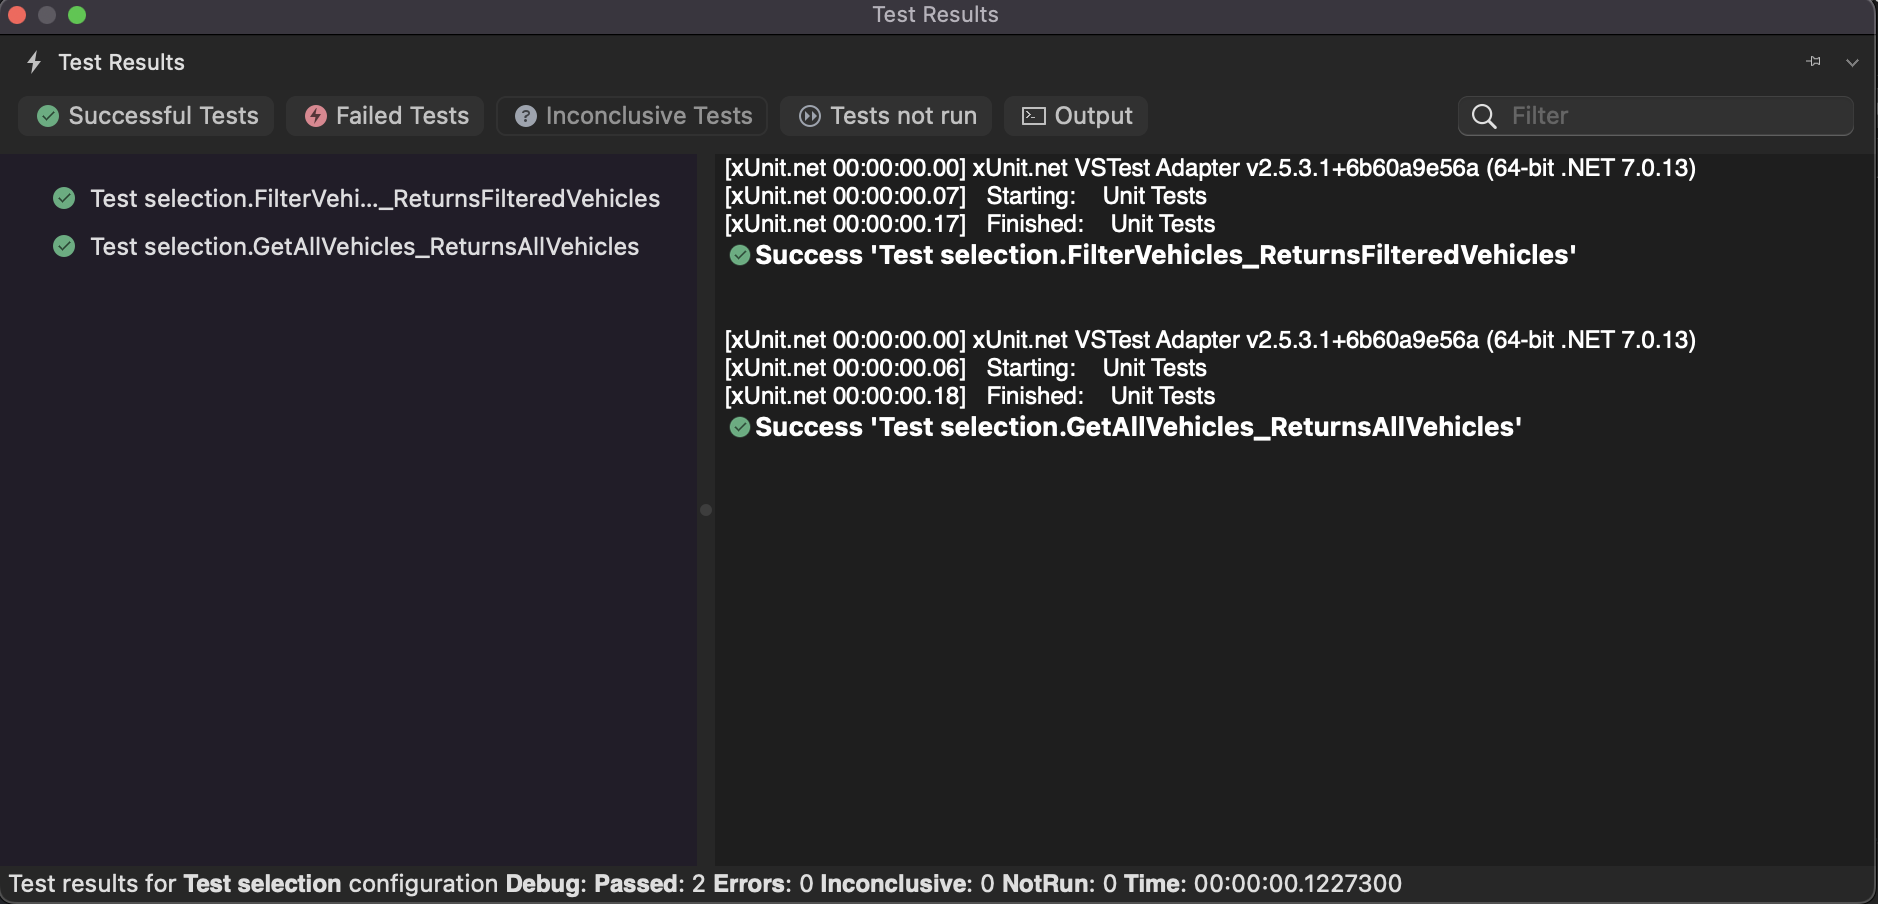 Test Results
Test Results
Successful Tests
Failed Tests
Inconclusive Tests
Tests not run
Output
Filter
Test selection.FilterVehi..._ReturnsFilteredVehicles
Test selection.GetAllVehicles_ReturnsAllVehicles
[xUnit.net 00:00:00.00] xUnit.net VSTest Adapter v2.5.3.1+6b60a9e56a (64-bit .NET 7.0.13)
[xUnit.net 00:00:00.07] Starting: Unit Tests
[xUnit.net 00:00:00.17] Finished: Unit Tests
Success 'Test selection.FilterVehicles_ReturnsFilteredVehicles'
[xUnit.net 00:00:00.00] xUnit.net VSTest Adapter v2.5.3.1+6b60a9e56a (64-bit .NET 7.0.13)
[xUnit.net 00:00:00.06] Starting: Unit Tests
[xUnit.net 00:00:00.18] Finished: Unit Tests
Success 'Test selection.GetAllVehicles_ReturnsAllVehicles'
Test results for Test selection configuration Debug: Passed: 2 Errors: 0 Inconclusive: 0 NotRun: 0 Time: 00:00:00.1227300